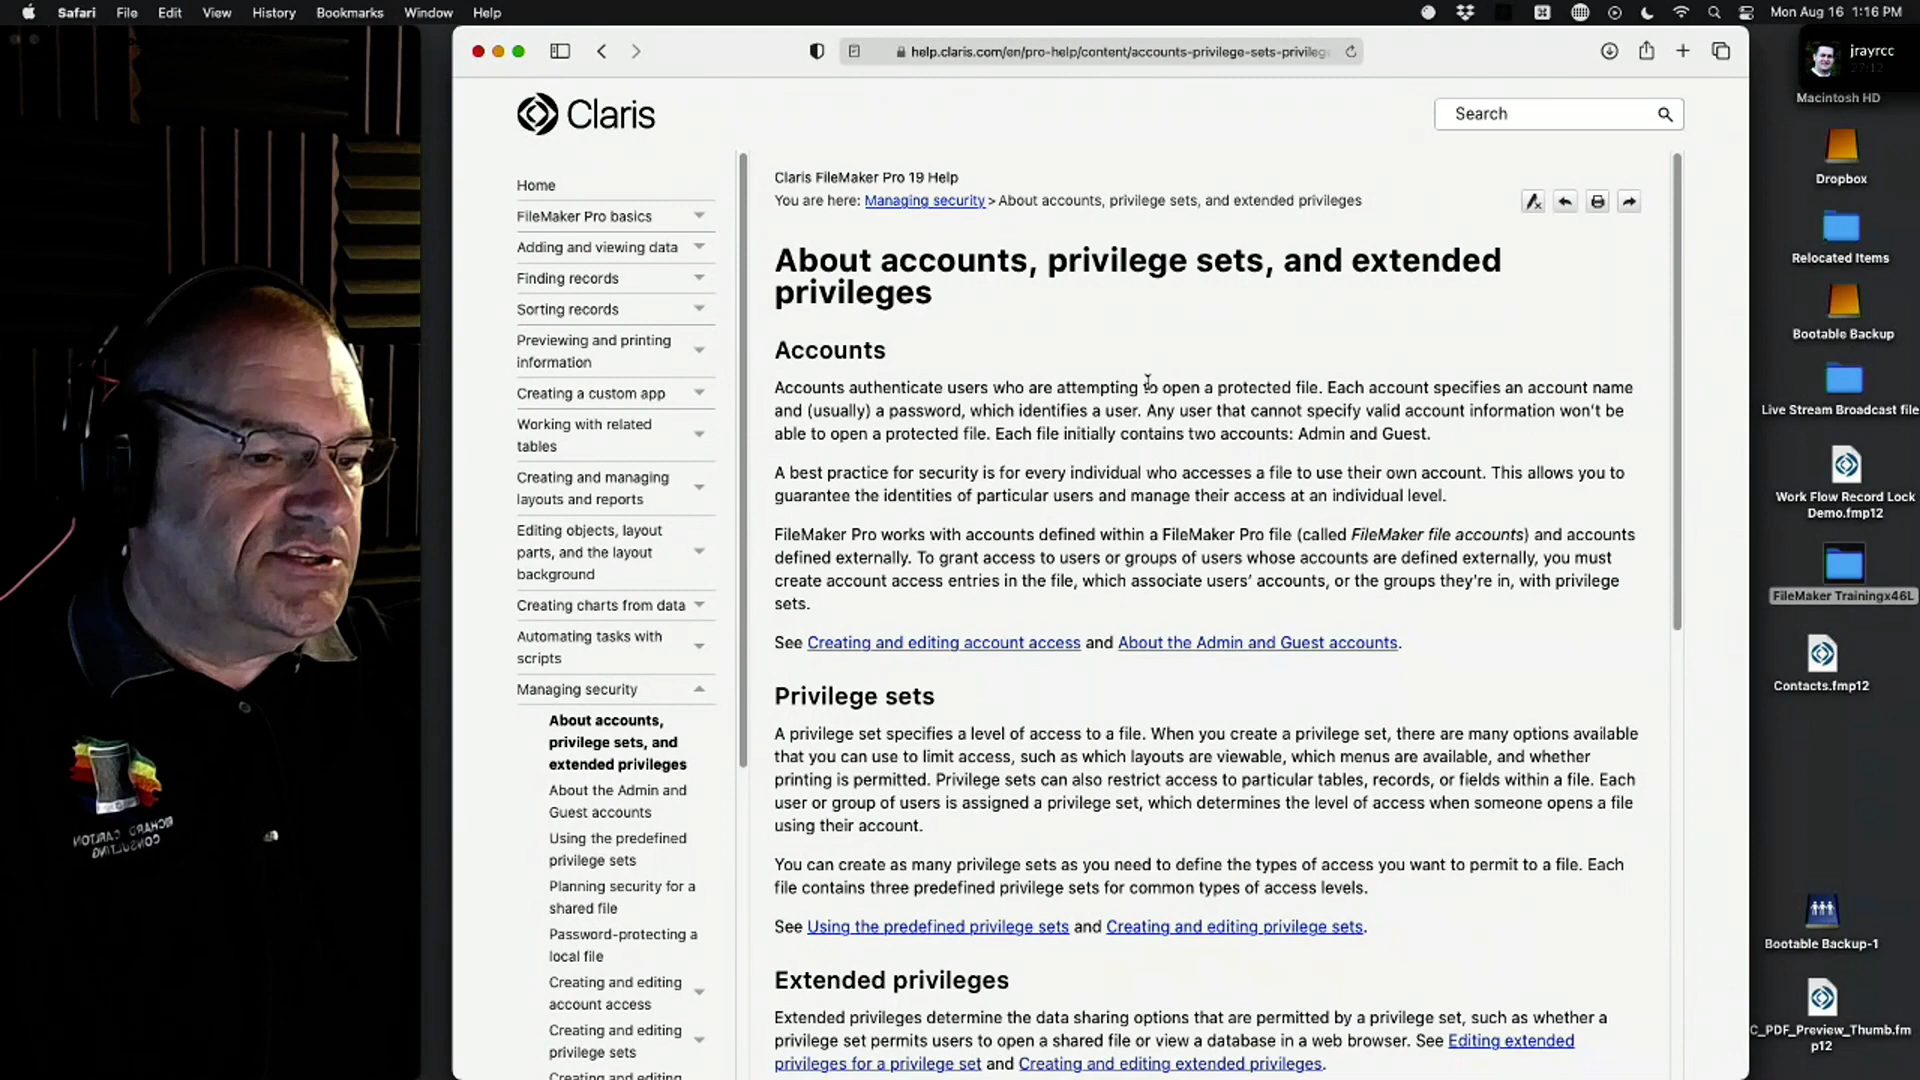 Safari File Edit View History Bookmarks Window Help
Mon Aug 16 1:16 PM
help.claris.com/en/pro-help/content/accounts-privilege-sets-privileg
jrayrcc
27:12
Macintosh HD
Claris
Search
Dropbox
Relocated Items
Bootable Backup
Live Stream Broadcast file
Work Flow Record Lock
Demo.fmp12
FileMaker Trainingx46L
Contacts.fmp12
Bootable Backup-1
C_PDF_Preview_Thumb.fm
p12
Home
FileMaker Pro basics
Adding and viewing data
Finding records
Sorting records
Previewing and printing
information
Creating a custom app
Working with related
tables
Creating and managing
layouts and reports
Editing objects, layout
parts, and the layout
background
Creating charts from data
Automating tasks with
scripts
Managing security
About accounts,
privilege sets, and
extended privileges
About the Admin and
Guest accounts
Using the predefined
privilege sets
Planning security for a
shared file
Password-protecting a
local file
Creating and editing
account access
Creating and editing
privilege sets
Creating and editing
Claris FileMaker Pro 19 Help
You are here: Managing security > About accounts, privilege sets, and extended privileges
About accounts, privilege sets, and extended
privileges
Accounts
Accounts authenticate users who are attempting to open a protected file. Each account specifies an account name
and (usually) a password, which identifies a user. Any user that cannot specify valid account information won't be
able to open a protected file. Each file initially contains two accounts: Admin and Guest.
A best practice for security is for every individual who accesses a file to use their own account. This allows you to
guarantee the identities of particular users and manage their access at an individual level.
FileMaker Pro works with accounts defined within a FileMaker Pro file (called FileMaker file accounts) and accounts
defined externally. To grant access to users or groups of users whose accounts are defined externally, you must
create account access entries in the file, which associate users' accounts, or the groups they're in, with privilege
sets.
See Creating and editing account access and About the Admin and Guest accounts.
Privilege sets
A privilege set specifies a level of access to a file. When you create a privilege set, there are many options available
that you can use to limit access, such as which layouts are viewable, which menus are available, and whether
printing is permitted. Privilege sets can also restrict access to particular tables, records, or fields within a file. Each
user or group of users is assigned a privilege set, which determines the level of access when someone opens a file
using their account.
You can create as many privilege sets as you need to define the types of access you want to permit to a file. Each
file contains three predefined privilege sets for common types of access levels.
See Using the predefined privilege sets and Creating and editing privilege sets.
Extended privileges
Extended privileges determine the data sharing options that are permitted by a privilege set, such as whether a
privilege set permits users to open a shared file or view a database in a web browser. See Editing extended
privileges for a privilege set and Creating and editing extended privileges.
RICHARD CARLTON
CONSULTING